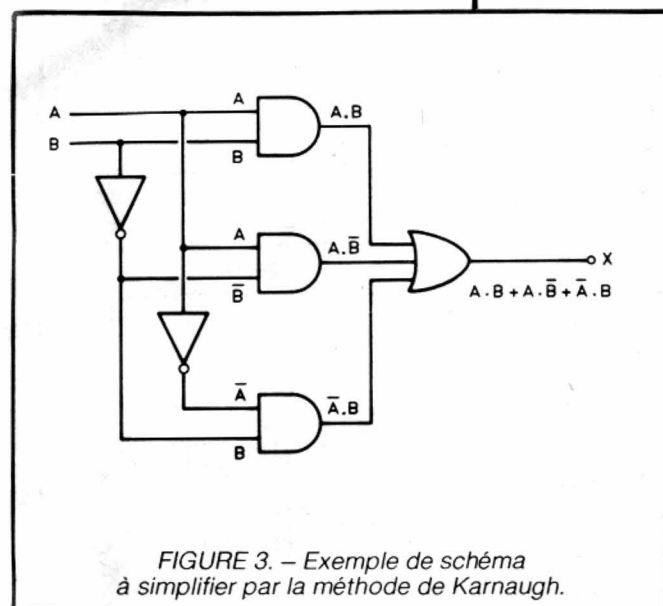 A
A
A.B
B
B
A
A.B̅
B̅
X
A.B + A.B̅ + A̅.B
A̅
A̅.B
B
FIGURE 3. – Exemple de schéma
à simplifier par la méthode de Karnaugh.